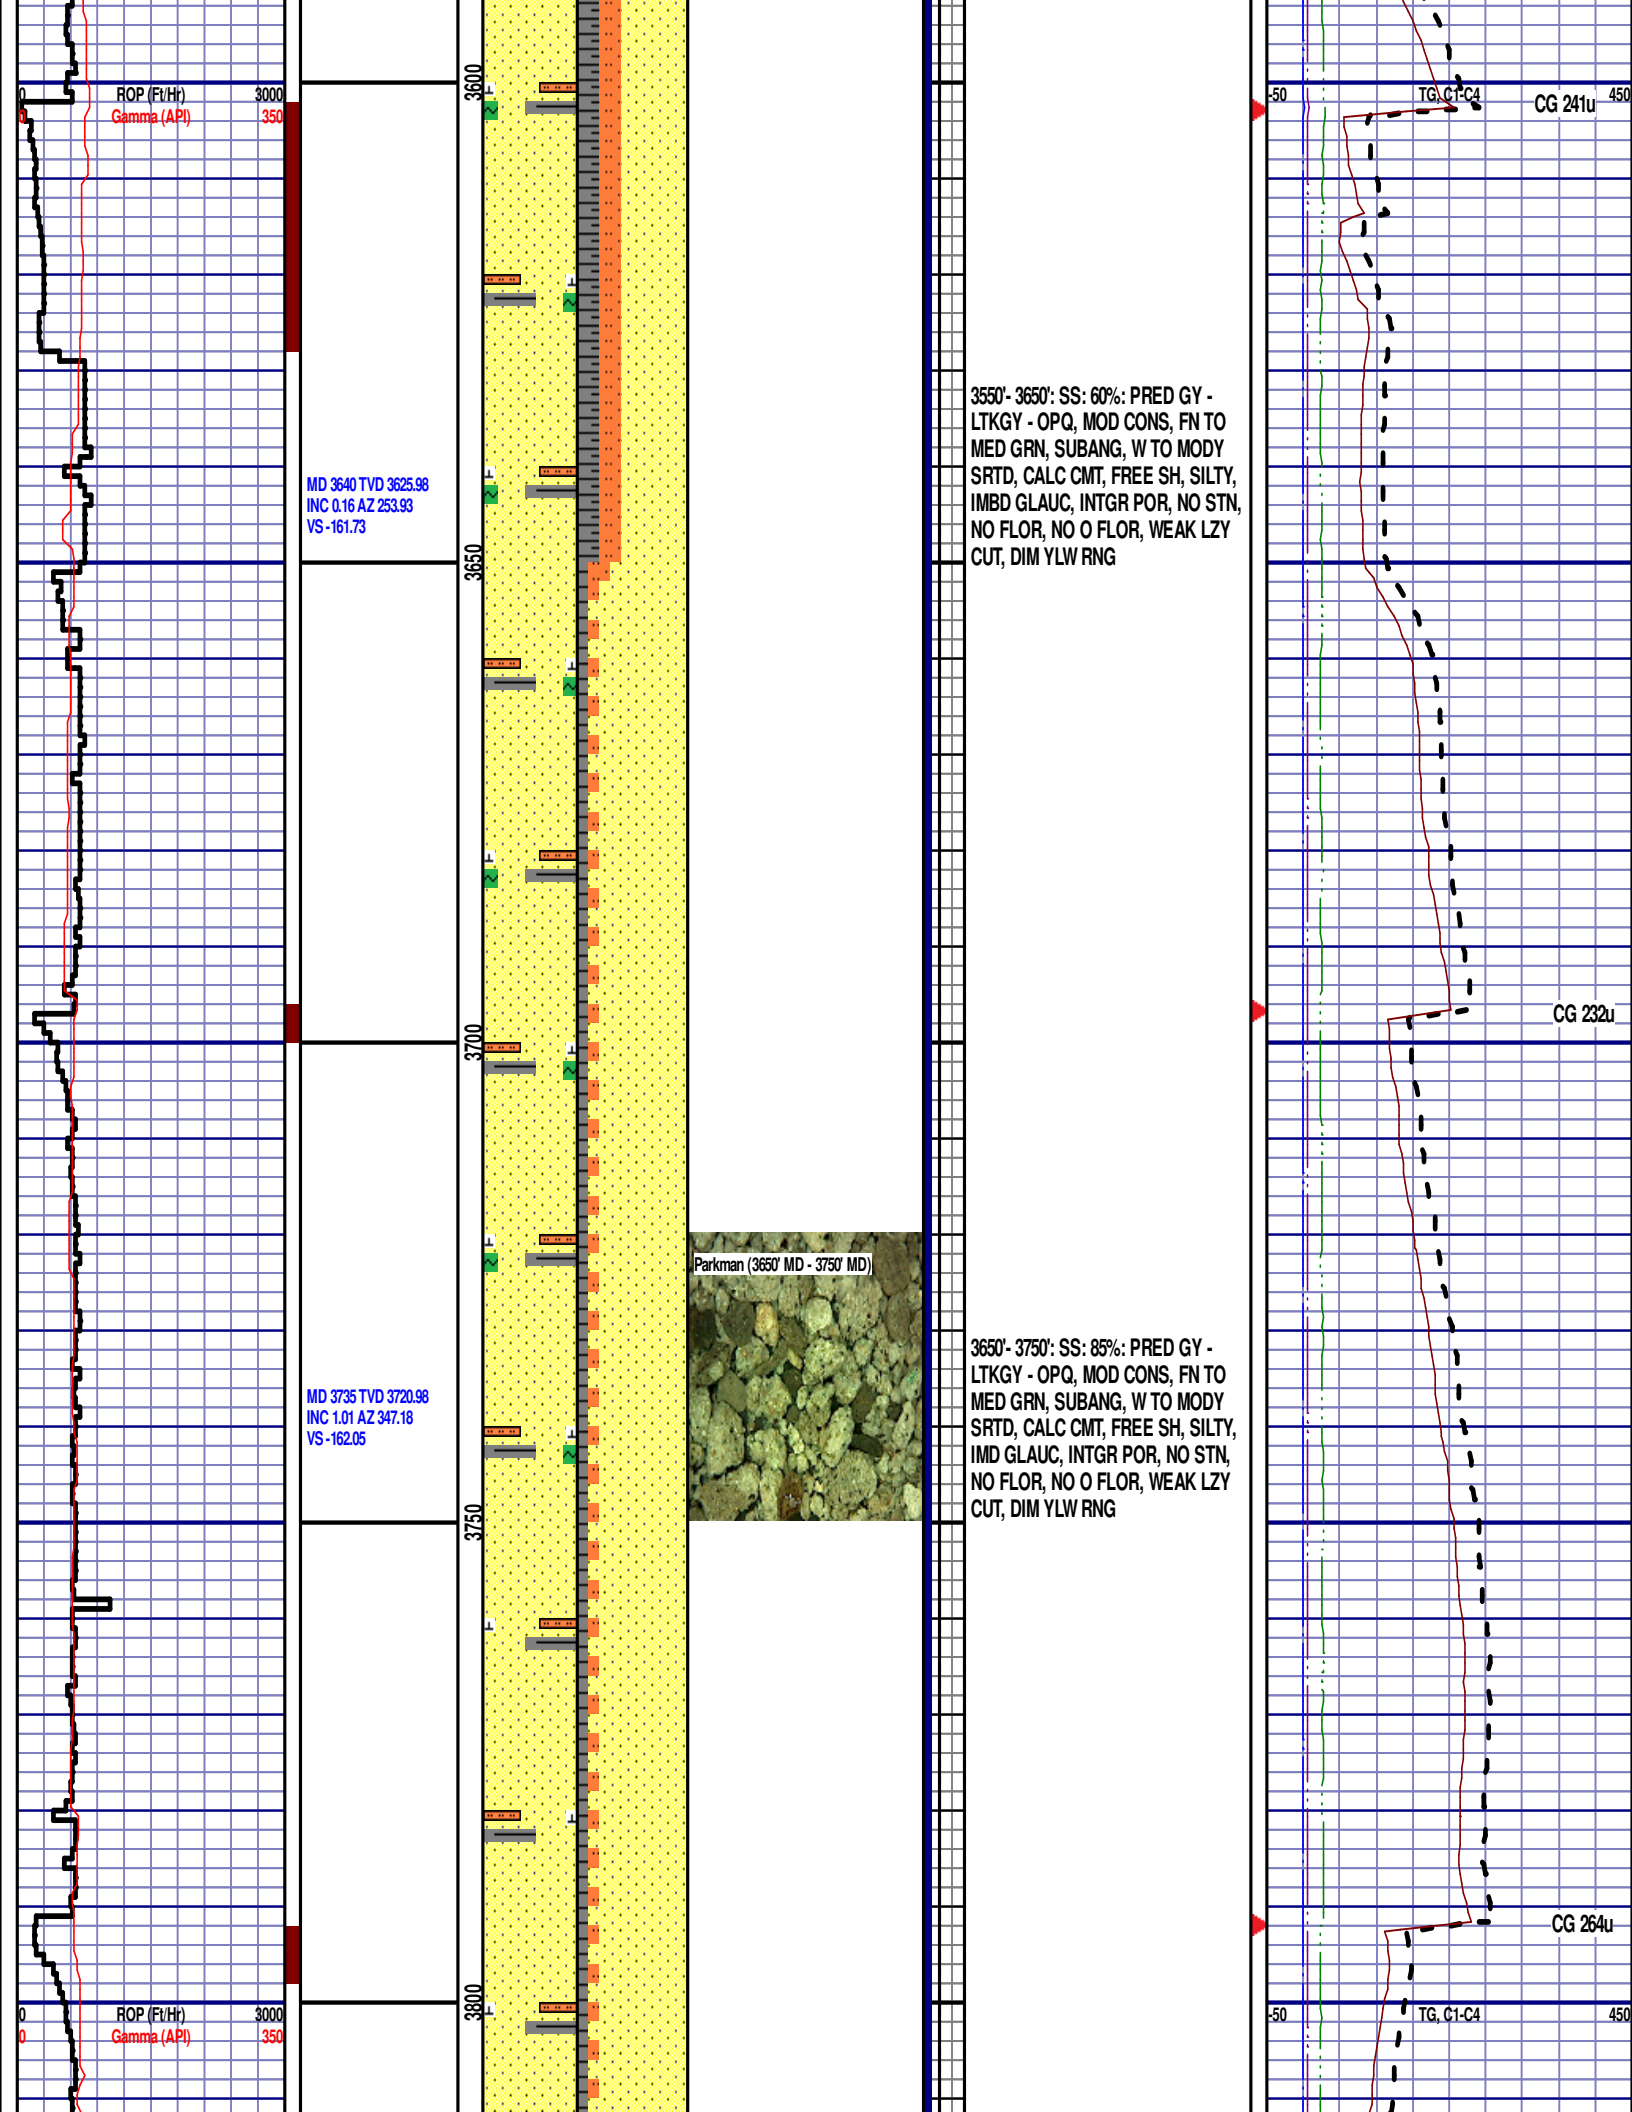 ROP (Ft/Hr)
0 3000
Gamma (API)
0 350
3600
-50 TG, C1-C4 450
CG 241u
3550'- 3650': SS: 60%: PRED GY -
LTKGY - OPQ, MOD CONS, FN TO
MED GRN, SUBANG, W TO MODY
SRTD, CALC CMT, FREE SH, SILTY,
IMBD GLAUC, INTGR POR, NO STN,
NO FLOR, NO O FLOR, WEAK LZY
CUT, DIM YLW RNG
MD 3640 TVD 3625.98
INC 0.16 AZ 253.93
VS -161.73
3650
CG 232u
3700
Parkman (3650' MD - 3750' MD)
3650'- 3750': SS: 85%: PRED GY -
LTKGY - OPQ, MOD CONS, FN TO
MED GRN, SUBANG, W TO MODY
SRTD, CALC CMT, FREE SH, SILTY,
IMD GLAUC, INTGR POR, NO STN,
NO FLOR, NO O FLOR, WEAK LZY
CUT, DIM YLW RNG
MD 3735 TVD 3720.98
INC 1.01 AZ 347.18
VS -162.05
3750
CG 264u
3800
0 ROP (Ft/Hr) 3000
0 Gamma (API) 350
-50 TG, C1-C4 450